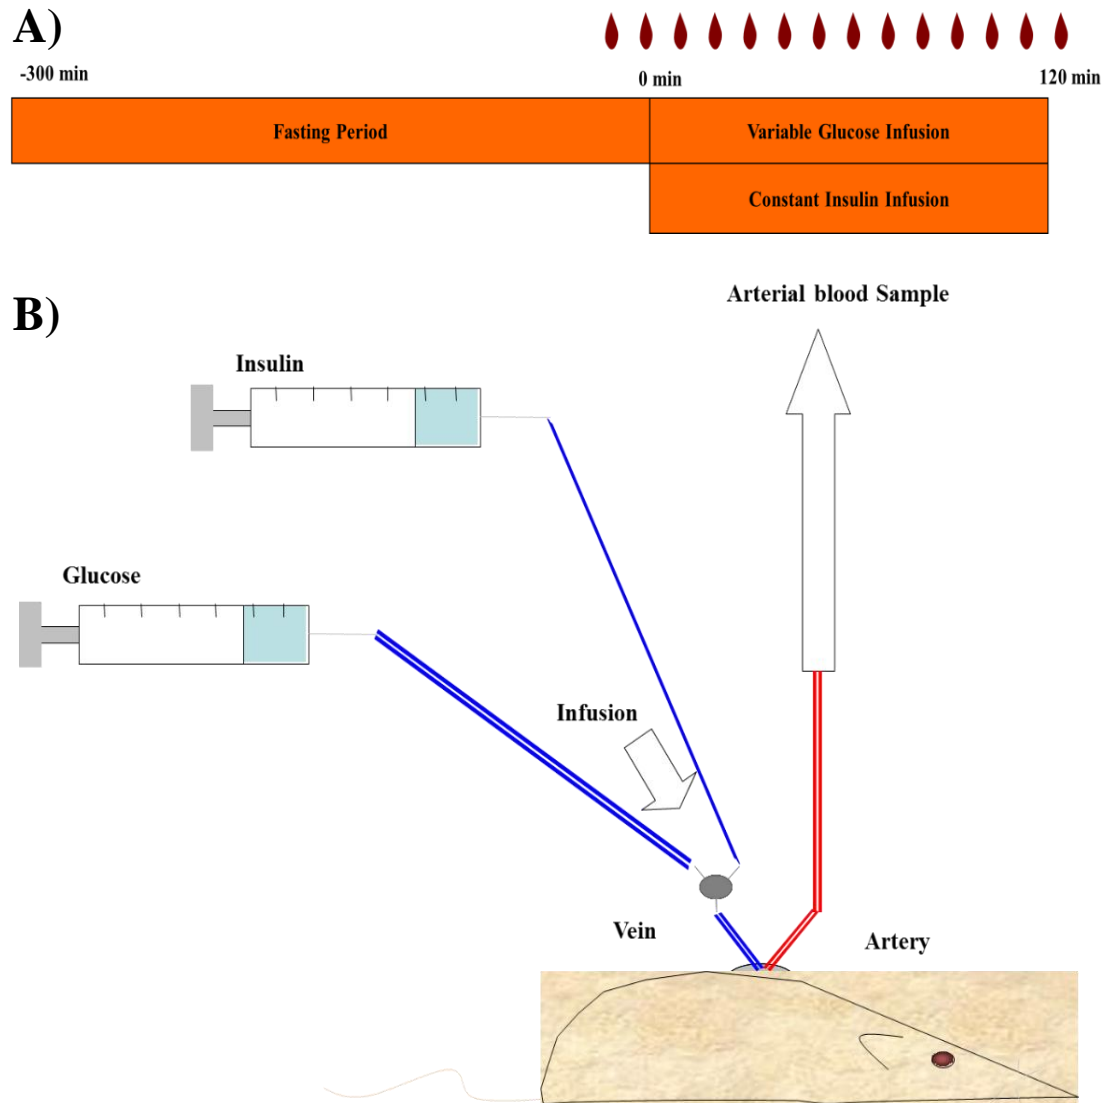 A)
-300 min
0 min
120 min
Fasting Period
Variable Glucose Infusion
Constant Insulin Infusion
B)
Arterial blood Sample
Insulin
Glucose
Infusion
Vein
Artery